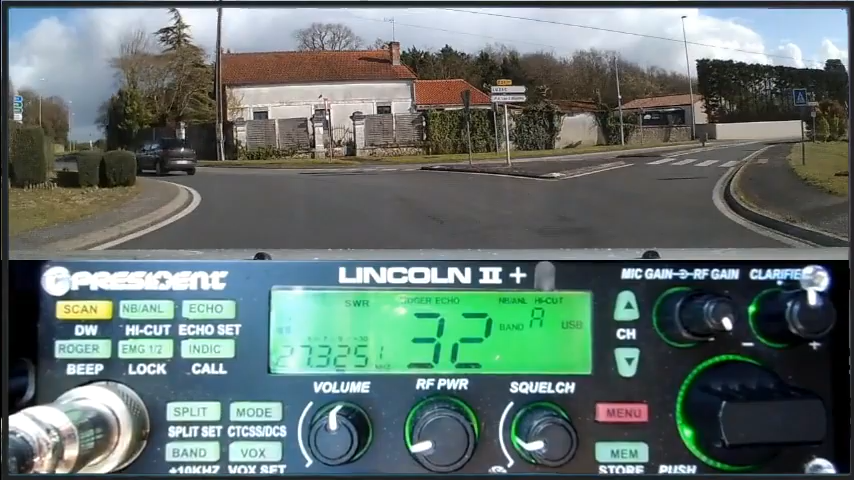 PRESIDENT
LINCOLN II +
MIC GAIN RF GAIN
CLARIFIER
SCAN
NB/ANL
ECHO
DW
HI-CUT
ECHO SET
ROGER
EMG 1/2
INDIC
BEEP
LOCK
CALL
SWR
ROGER ECHO
NB/ANL HI-CUT
32
BAND A
USB
27.325
CH
VOLUME
RF PWR
SQUELCH
SPLIT
MODE
SPLIT SET
CTCSS/DCS
BAND
VOX
+10KHZ
VOX SET
MENU
MEM
STORE
PUSH
- +